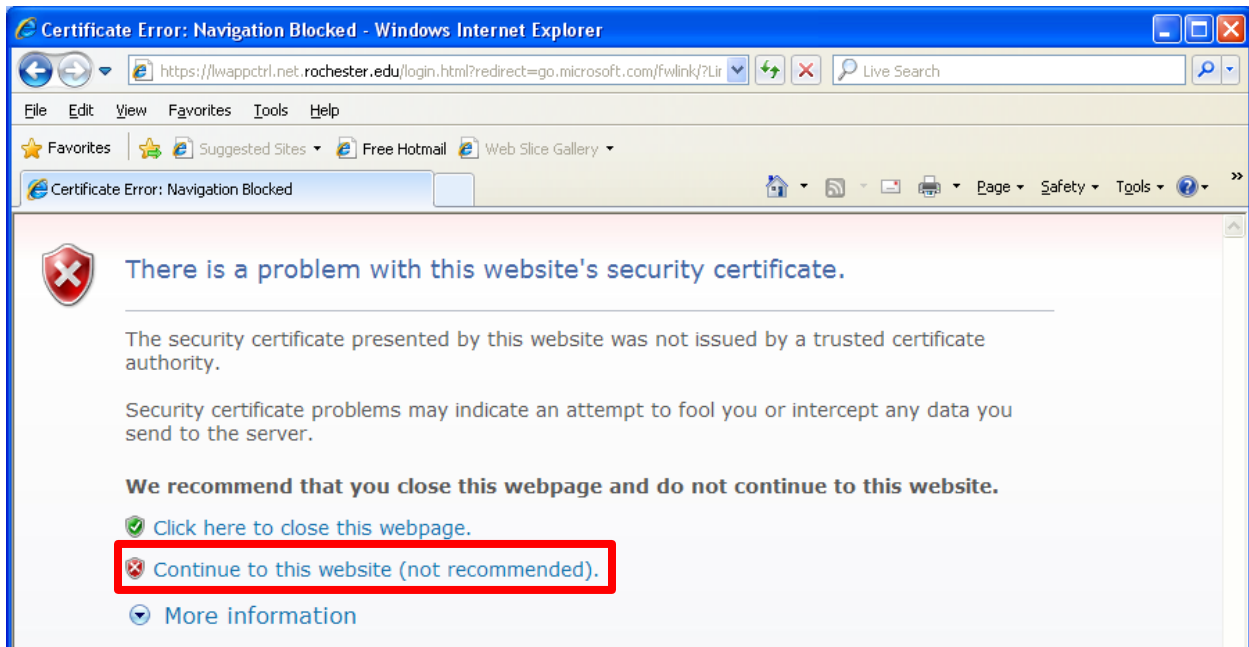 Certificate Error: Navigation Blocked - Windows Internet Explorer
https://lwappctrl.net.rochester.edu/login.html?redirect=go.microsoft.com/fwlink/?Lir
Live Search
File Edit View Favorites Tools Help
Favorites Suggested Sites Free Hotmail Web Slice Gallery
Certificate Error: Navigation Blocked Page Safety Tools »
There is a problem with this website's security certificate.
The security certificate presented by this website was not issued by a trusted certificate
authority.
Security certificate problems may indicate an attempt to fool you or intercept any data you
send to the server.
We recommend that you close this webpage and do not continue to this website.
Click here to close this webpage.
Continue to this website (not recommended).
More information